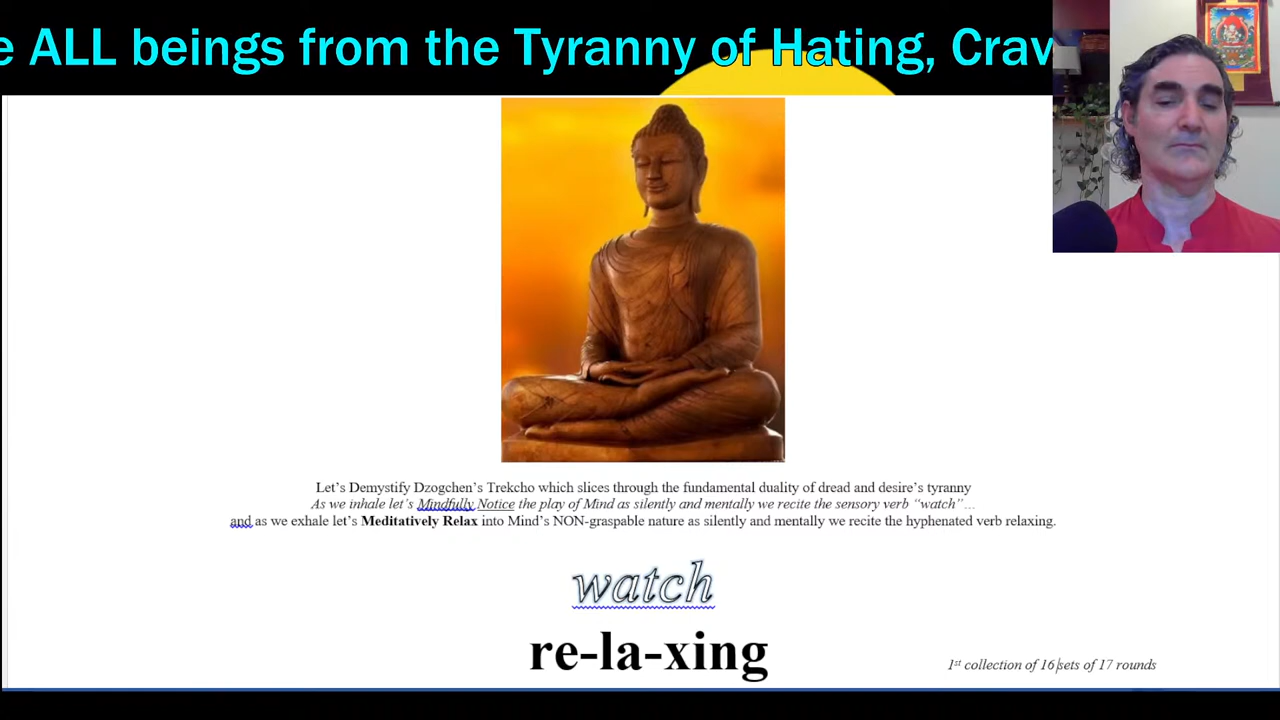 e ALL beings from the Tyranny of Hating, Crav
Let's Demystify Dzogchen's Trekcho which slices through the fundamental duality of dread and desire's tyranny
As we inhale let's Mindfully Notice the play of Mind as silently and mentally we recite the sensory verb "watch"...
and as we exhale let's Meditatively Relax into Mind's NON-graspable nature as silently and mentally we recite the hyphenated verb relaxing.
watch
re-la-xing
1st collection of 16 sets of 17 rounds